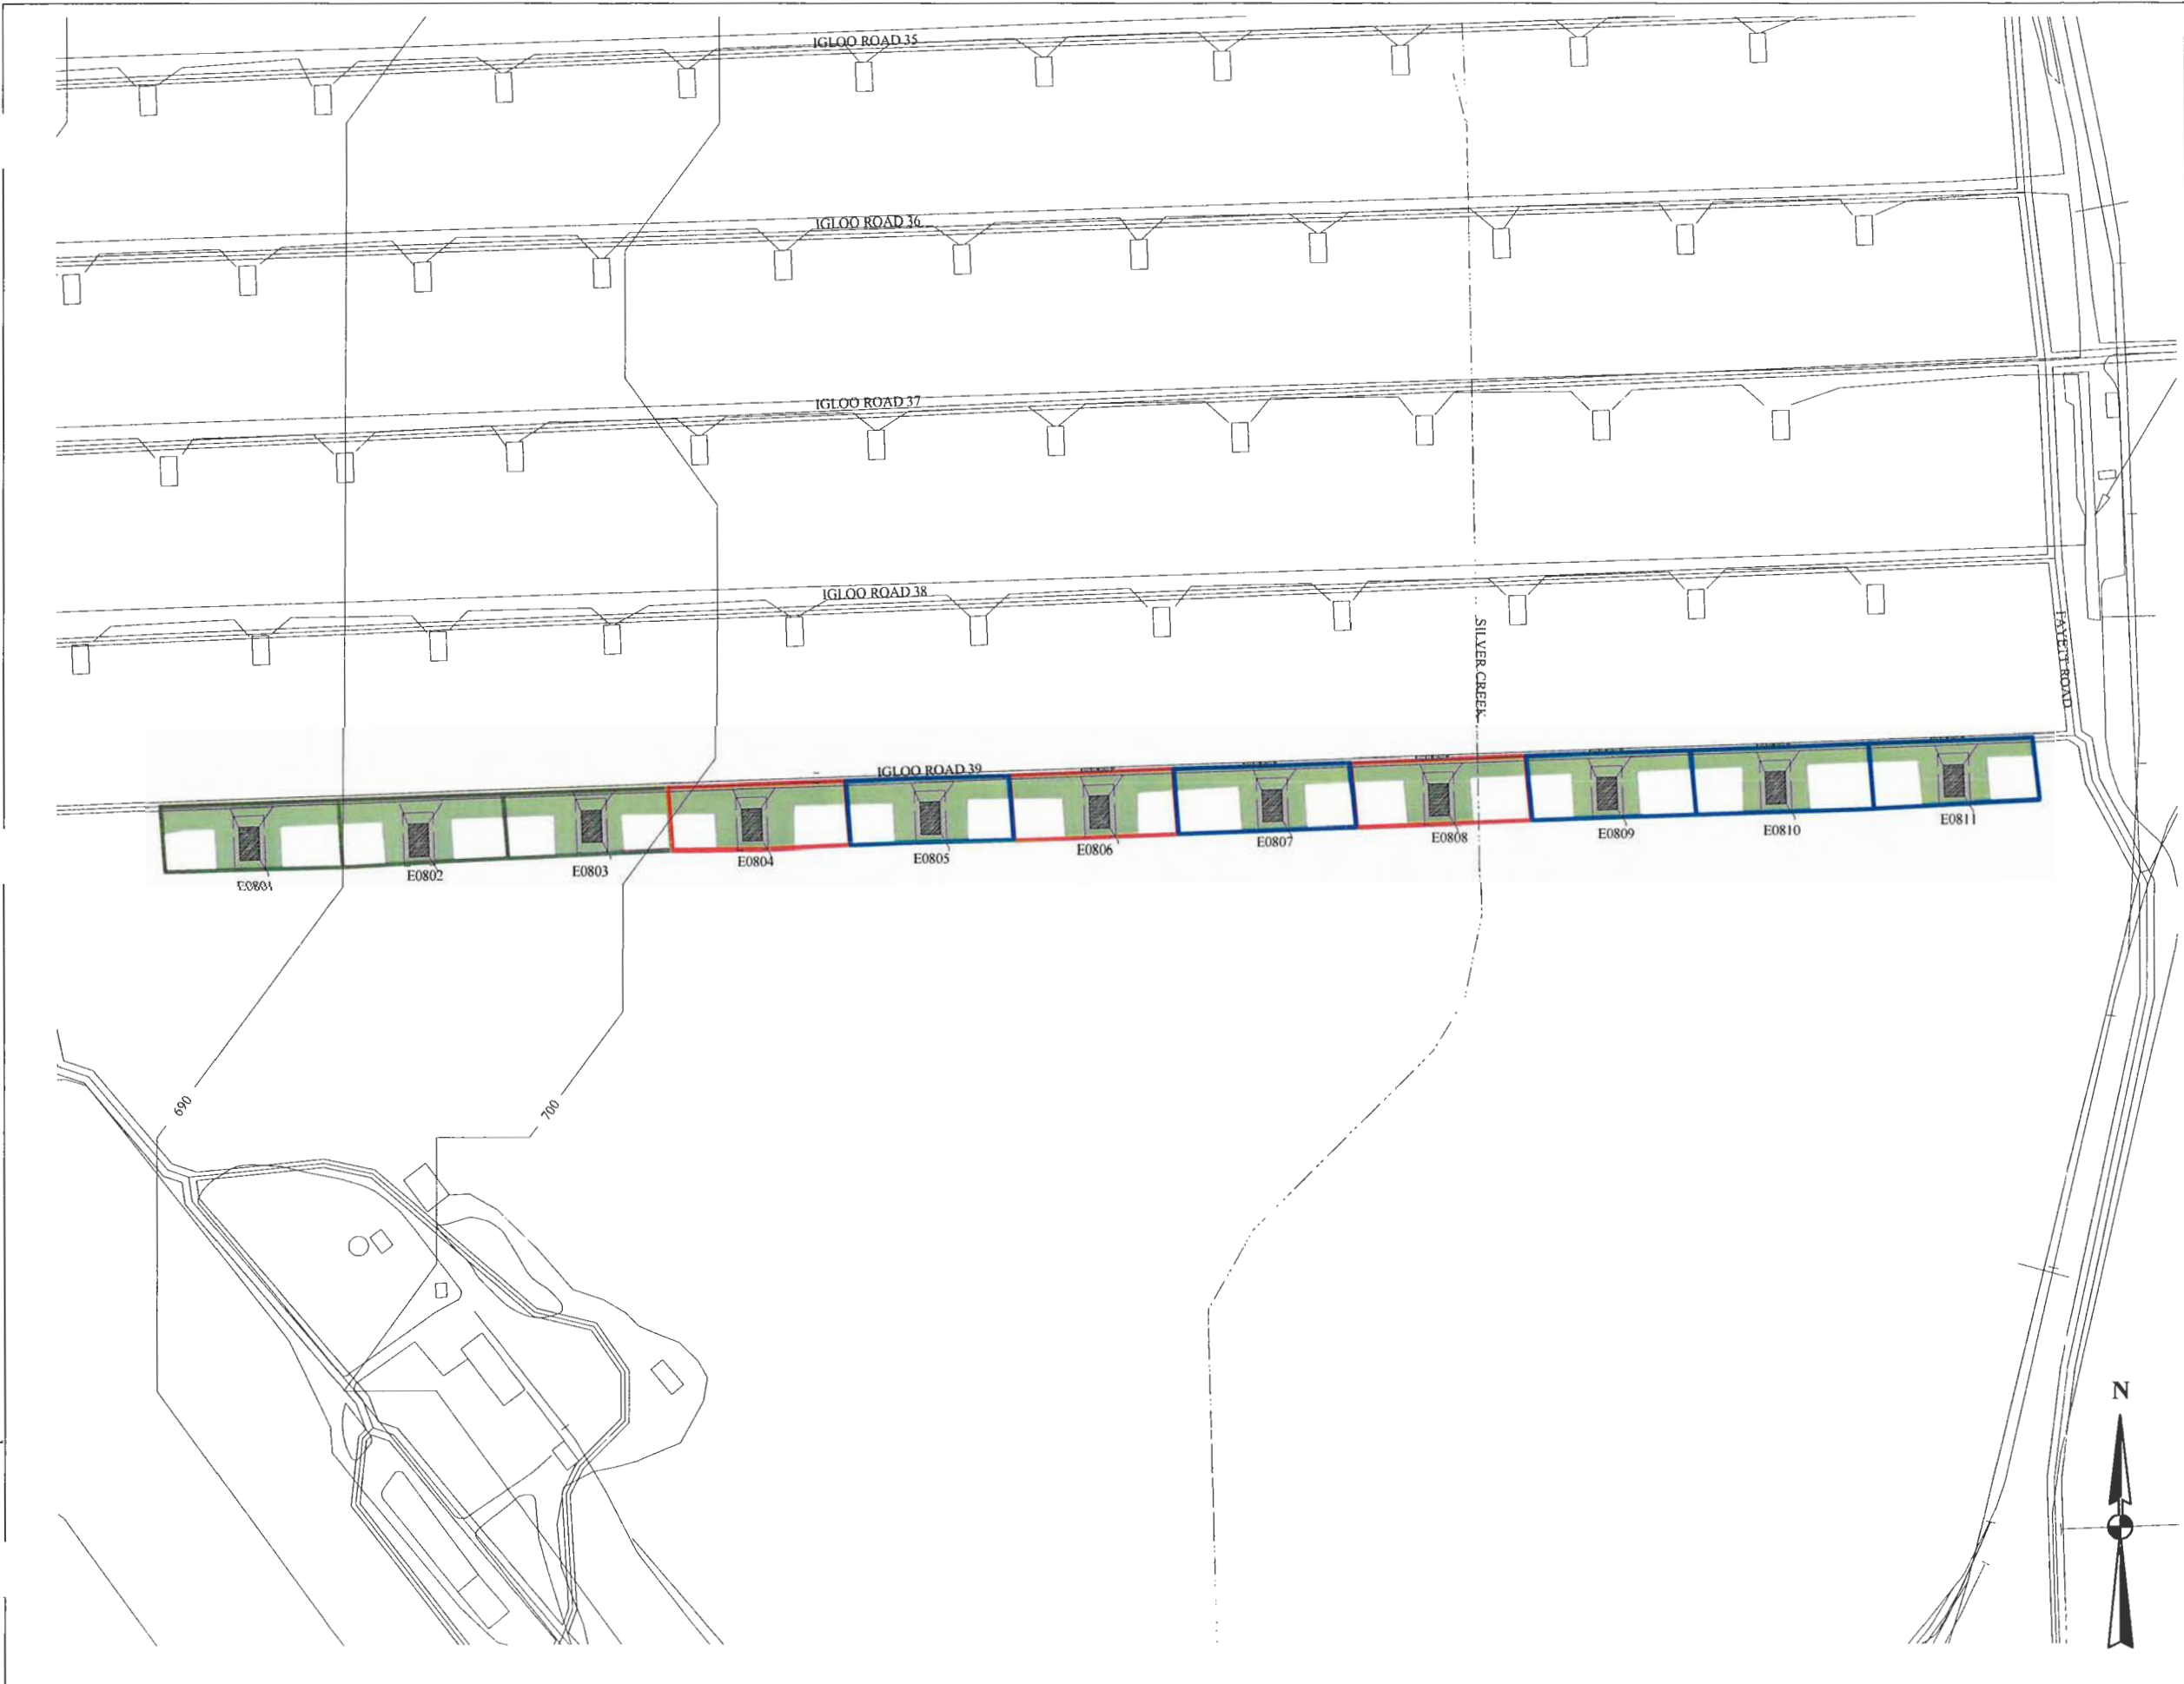 IGLOO ROAD 35
IGLOO ROAD 36
IGLOO ROAD 37
IGLOO ROAD 38
SILVER CREEK
FAYETT ROAD
IGLOO ROAD 39
E0801
E0802
E0803
E0804
E0805
E0806
E0807
E0808
E0809
E0810
E0811
690
700
N